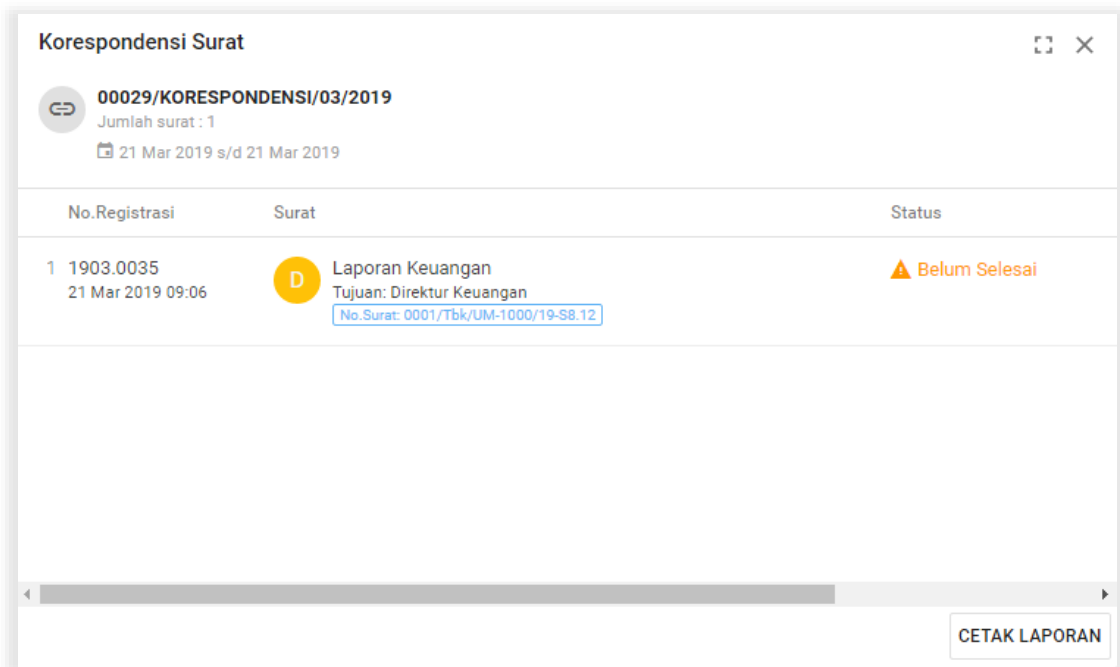 Korespondensi Surat
00029/KORESPONDENSI/03/2019
Jumlah surat : 1
21 Mar 2019 s/d 21 Mar 2019
No.Registrasi Surat Status
1 1903.0035 D Laporan Keuangan Belum Selesai
21 Mar 2019 09:06 Tujuan: Direktur Keuangan
No.Surat: 0001/Tbk/UM-1000/19-S8.12
CETAK LAPORAN